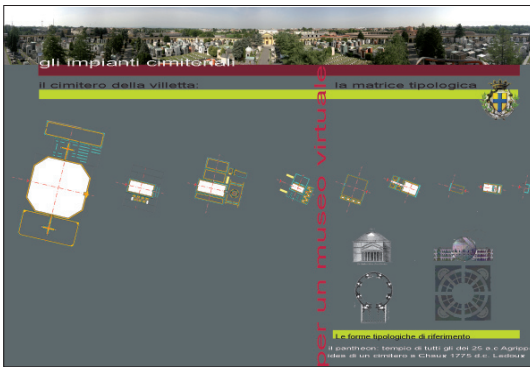 gli impianti cimiteriali
il cimitero della villetta:
la matrice tipologica
per un museo virtuale
Le forme tipologiche di riferimento
il pantheon: tempio di tutti gli dei 25 a.c Agripp
idea di un cimitero a Chaux 1775 d.c. Ledoux